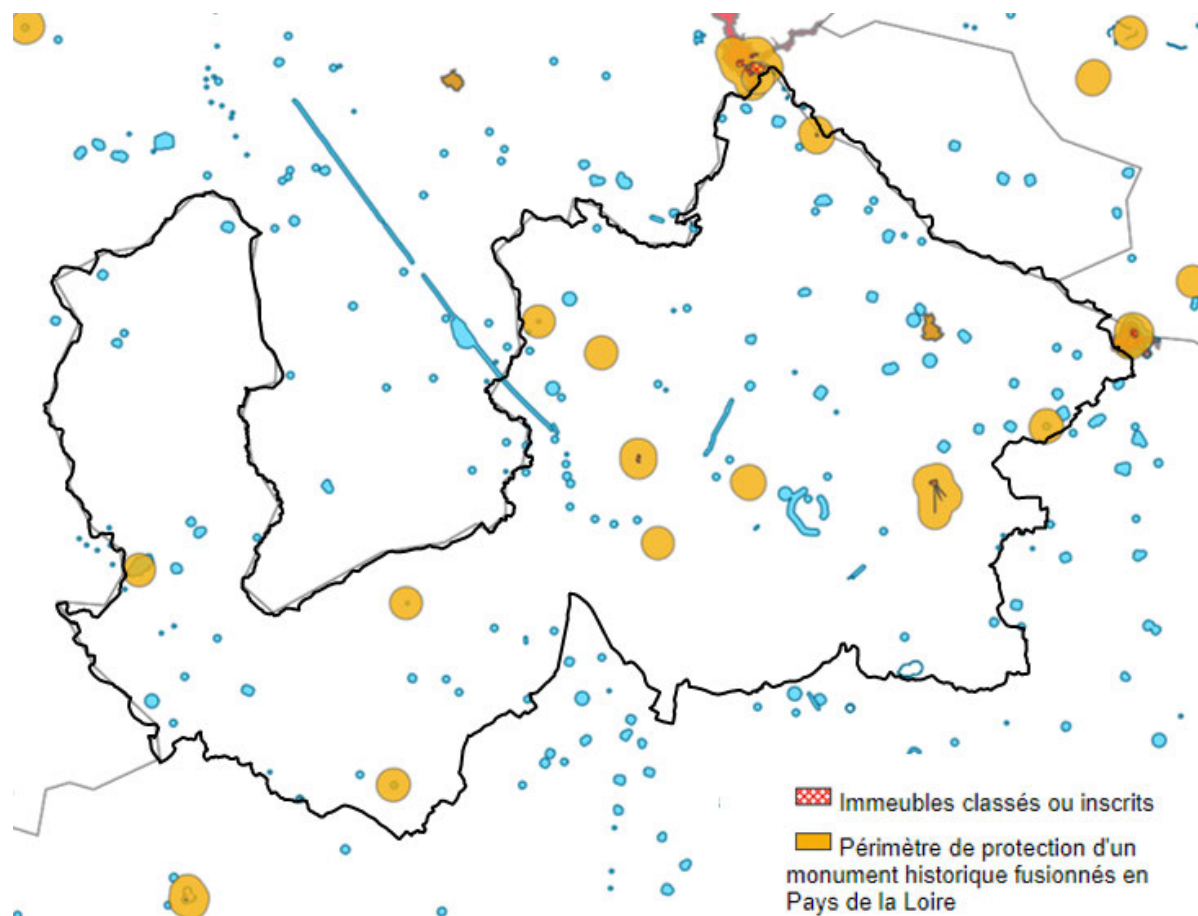 Immeubles classés ou inscrits
Périmètre de protection d'un
monument historique fusionnés en
Pays de la Loire